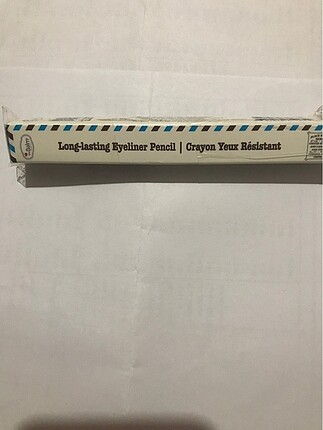 Long-lasting Eyeliner Pencil | Crayon Yeux Résistant